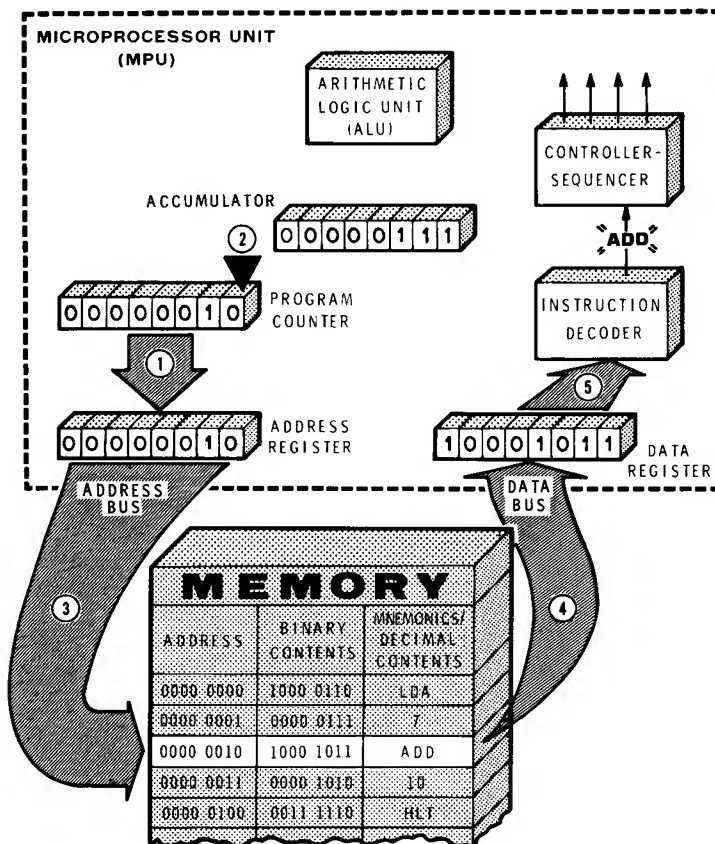 MICROPROCESSOR UNIT
(MPU)
ARITHMETIC
LOGIC UNIT
(ALU)
CONTROLLER-
SEQUENCER
ACCUMULATOR
0 0 0 0 0 1 1 1
2
"ADD"
0 0 0 0 0 0 1 0
PROGRAM
COUNTER
INSTRUCTION
DECODER
1
5
0 0 0 0 0 0 1 0
ADDRESS
REGISTER
1 0 0 0 1 0 1 1
DATA
REGISTER
ADDRESS
BUS
DATA
BUS
3
4
MEMORY
ADDRESS
BINARY
CONTENTS
MNEMONICS/
DECIMAL
CONTENTS
0000 0000 1000 0110 LDA
0000 0001 0000 0111 7
0000 0010 1000 1011 ADD
0000 0011 0000 1010 10
0000 0100 0011 1110 HLT